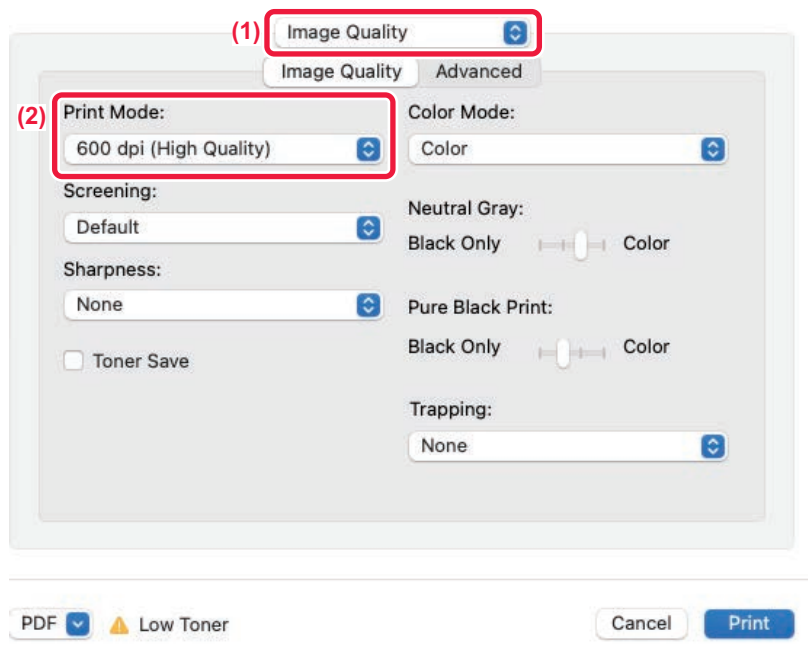 (1) Image Quality
Image Quality Advanced
(2) Print Mode:
600 dpi (High Quality)
Screening:
Default
Sharpness:
None
Toner Save
Color Mode:
Color
Neutral Gray:
Black Only Color
Pure Black Print:
Black Only Color
Trapping:
None
PDF Low Toner Cancel Print